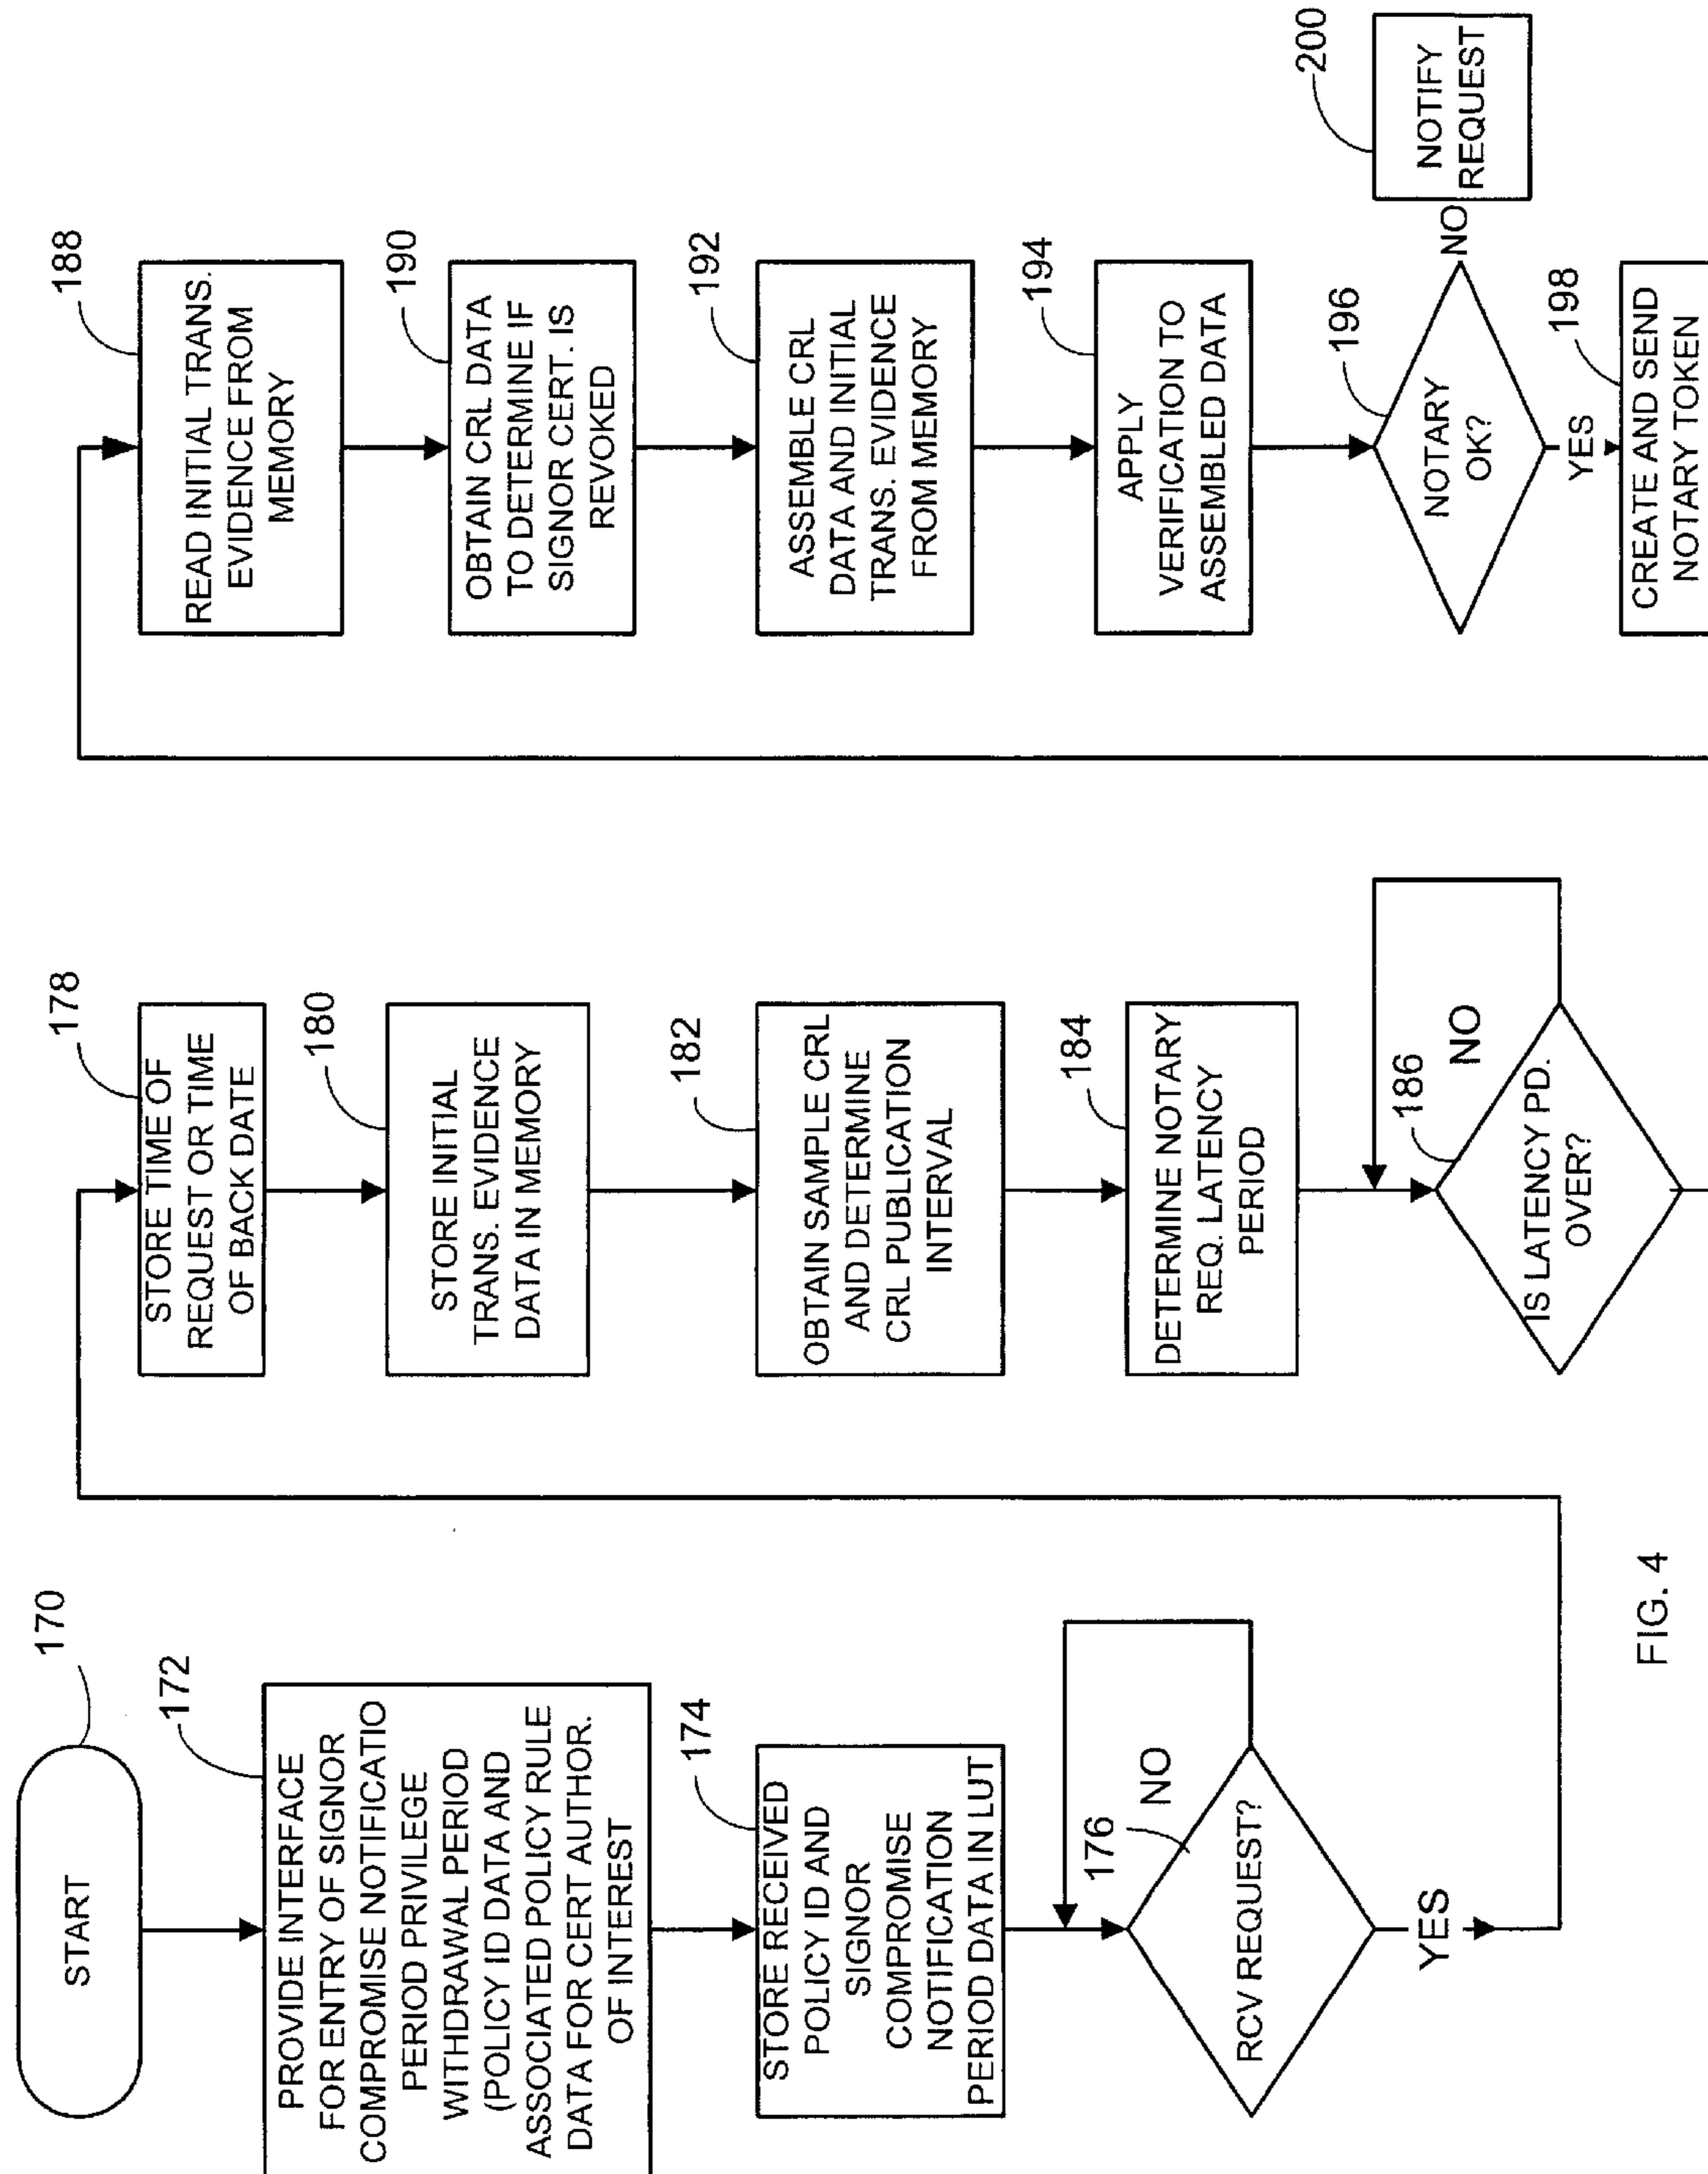 170
START
172
PROVIDE INTERFACE
FOR ENTRY OF SIGNOR
COMPROMISE NOTIFICATIO
PERIOD PRIVILEGE
WITHDRAWAL PERIOD
(POLICY ID DATA AND
ASSOCIATED POLICY RULE
DATA FOR CERT AUTHOR.
OF INTEREST
174
STORE RECEIVED
POLICY ID AND
SIGNOR
COMPROMISE
NOTIFICATION
PERIOD DATA IN LUT
176
NO
RCV REQUEST?
YES
178
STORE TIME OF
REQUEST OR TIME
OF BACK DATE
180
STORE INITIAL
TRANS. EVIDENCE
DATA IN MEMORY
182
OBTAIN SAMPLE CRL
AND DETERMINE
CRL PUBLICATION
INTERVAL
184
DETERMINE NOTARY
REQ. LATENCY
PERIOD
186
NO
IS LATENCY PD.
OVER?
188
READ INITIAL TRANS.
EVIDENCE FROM
MEMORY
190
OBTAIN CRL DATA
TO DETERMINE IF
SIGNOR CERT. IS
REVOKED
192
ASSEMBLE CRL
DATA AND INITIAL
TRANS. EVIDENCE
FROM MEMORY
194
APPLY
VERIFICATION TO
ASSEMBLED DATA
196
NOTARY
OK?
NO
200
NOTIFY
REQUEST
YES
198
CREATE AND SEND
NOTARY TOKEN
FIG. 4